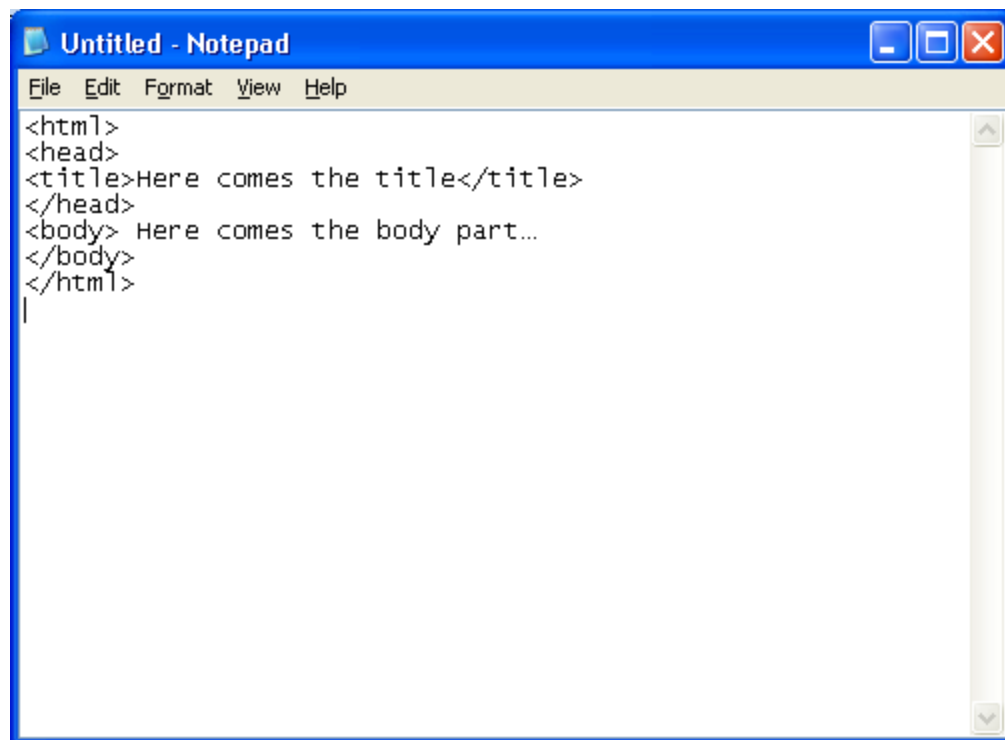 Untitled - Notepad
File Edit Format View Help
<html>
<head>
<title>Here comes the title</title>
</head>
<body> Here comes the body part…
</body>
</html>